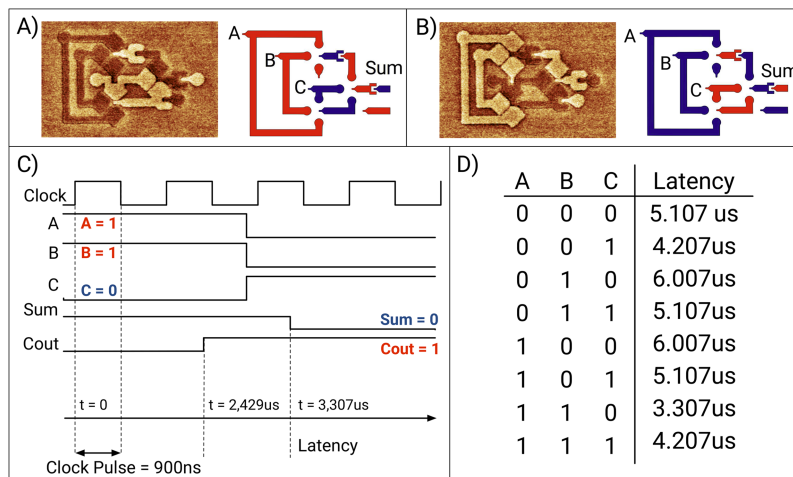 A)
A
B
C
Sum
B)
A
B
C
Sum
C)
Clock
A
A = 1
B
B = 1
C
C = 0
Sum
Sum = 0
Cout
Cout = 1
t = 0
t = 2,429us
t = 3,307us
Latency
Clock Pulse = 900ns
D)
A B C Latency
0 0 0 5.107 us
0 0 1 4.207us
0 1 0 6.007us
0 1 1 5.107us
1 0 0 6.007us
1 0 1 5.107us
1 1 0 3.307us
1 1 1 4.207us